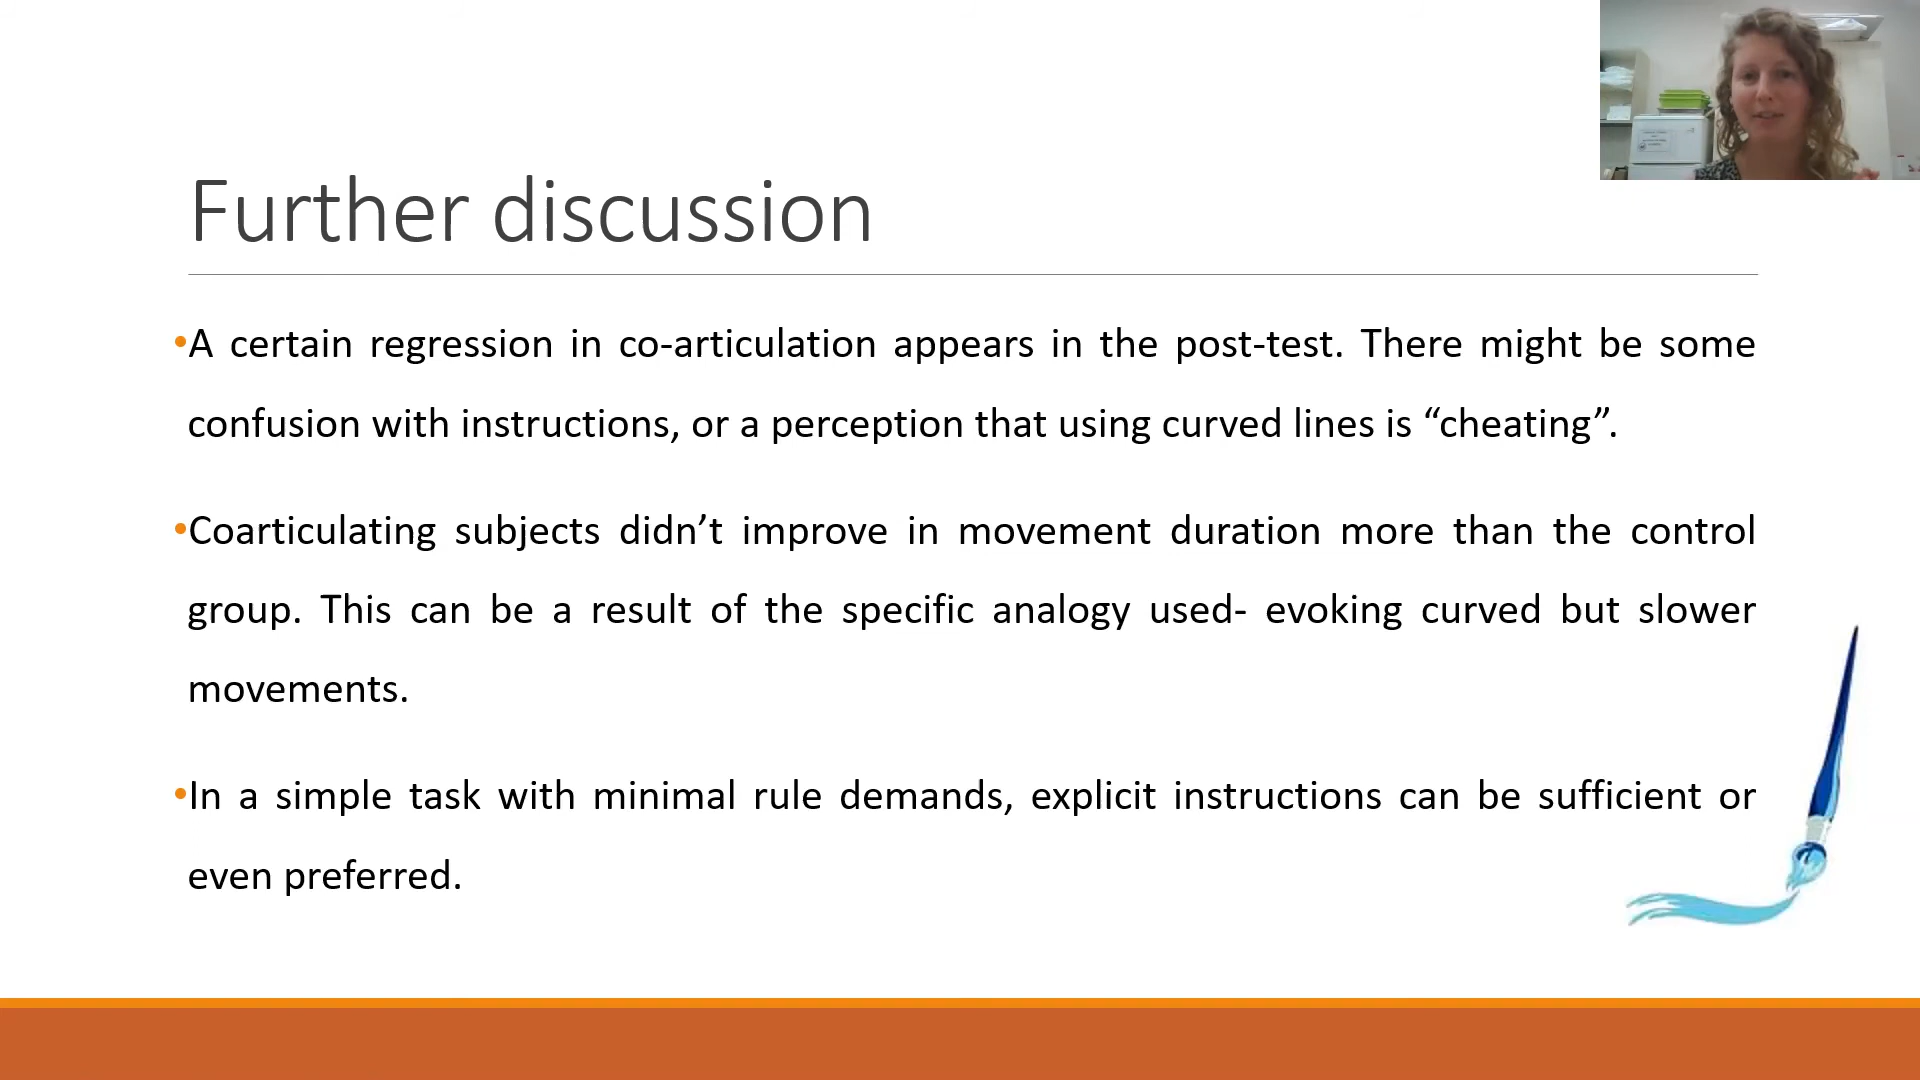 Further discussion
•A certain regression in co-articulation appears in the post-test. There might be some
confusion with instructions, or a perception that using curved lines is “cheating”.
•Coarticulating subjects didn’t improve in movement duration more than the control
group. This can be a result of the specific analogy used- evoking curved but slower
movements.
•In a simple task with minimal rule demands, explicit instructions can be sufficient or
even preferred.